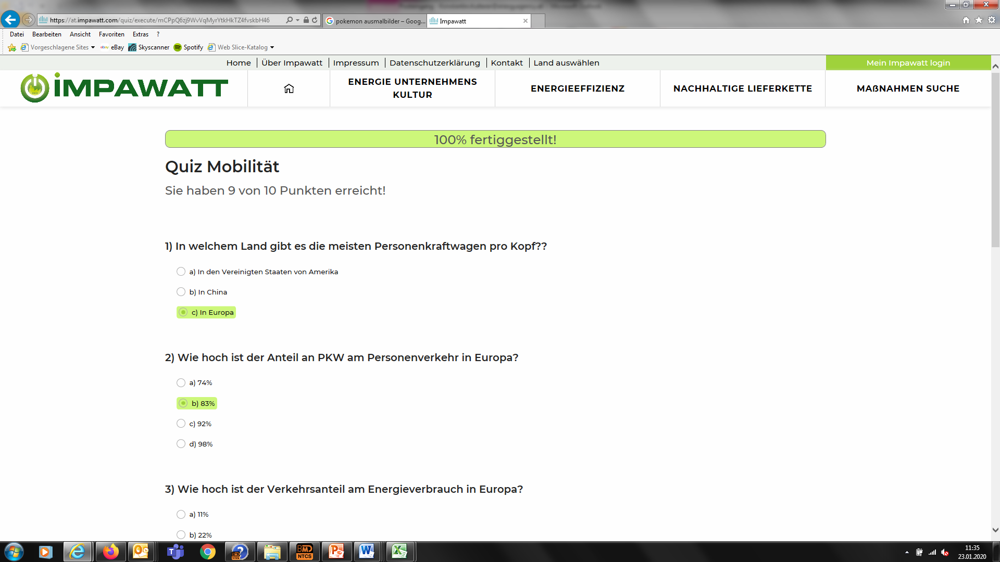 https://at.impawatt.com/quiz/execute/mCPpQ6zj9WvVqMyrYtkHkTZ4fvskbH46
pokemon ausmalbilder – Goog...
Impawatt
Datei Bearbeiten Ansicht Favoriten Extras ?
Vorgeschlagene Sites eBay Skyscanner Spotify Web Slice-Katalog
Home Über Impawatt Impressum Datenschutzerklärung Kontakt Land auswählen Mein Impawatt login
iMPAWATT
ENERGIE UNTERNEHMENS
KULTUR
ENERGIEEFFIZIENZ
NACHHALTIGE LIEFERKETTE
MAßNAHMEN SUCHE
100% fertiggestellt!
Quiz Mobilität
Sie haben 9 von 10 Punkten erreicht!
1) In welchem Land gibt es die meisten Personenkraftwagen pro Kopf??
a) In den Vereinigten Staaten von Amerika
b) In China
c) In Europa
2) Wie hoch ist der Anteil an PKW am Personenverkehr in Europa?
a) 74%
b) 83%
c) 92%
d) 98%
3) Wie hoch ist der Verkehrsanteil am Energieverbrauch in Europa?
a) 11%
b) 22%
BMD
NTCS
11:35
23.01.2020